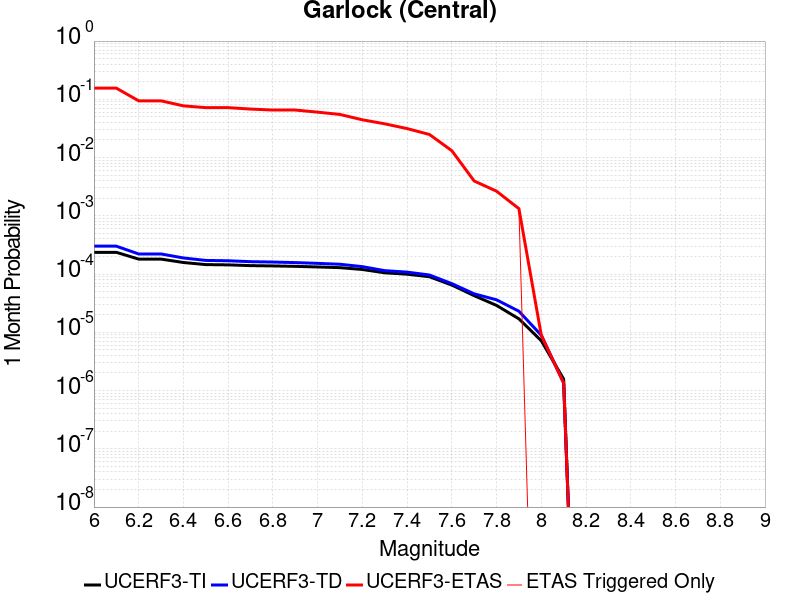 Garlock (Central)
10^0
10^-1
10^-2
10^-3
10^-4
10^-5
10^-6
10^-7
10^-8
1 Month Probability
6 6.2 6.4 6.6 6.8 7 7.2 7.4 7.6 7.8 8 8.2 8.4 8.6 8.8 9
Magnitude
UCERF3-TI UCERF3-TD UCERF3-ETAS ETAS Triggered Only